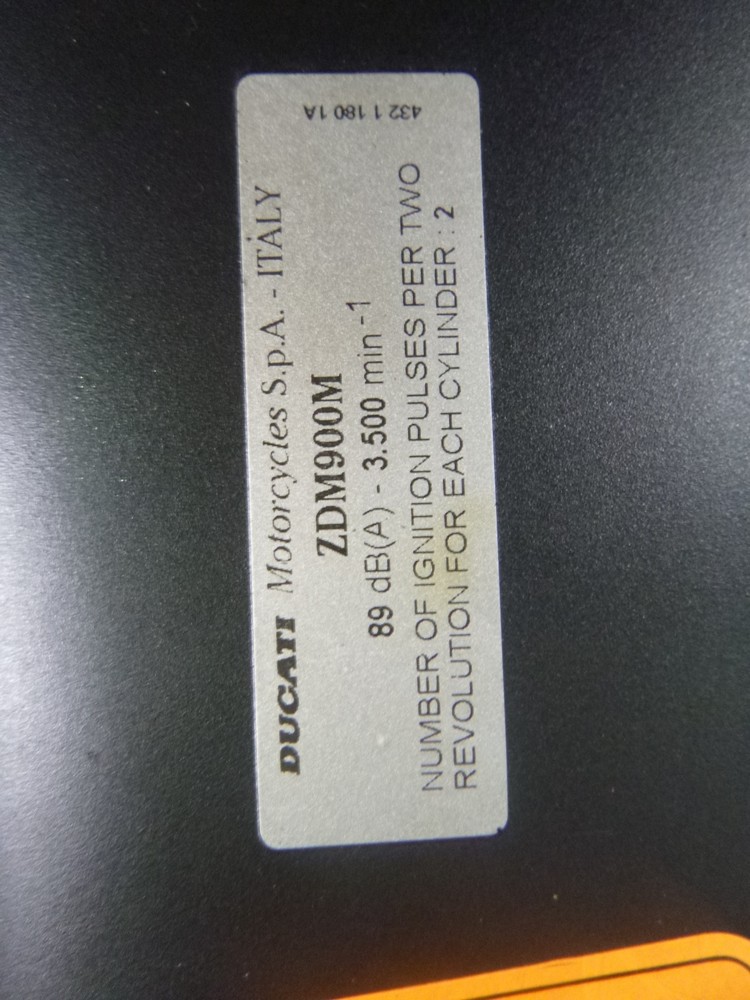 DUCATI Motorcycles S.p.A. - ITALY
ZDM900M
89 dB(A) - 3.500 min -1
NUMBER OF IGNITION PULSES PER TWO
REVOLUTION FOR EACH CYLINDER : 2
432 1 180 1A